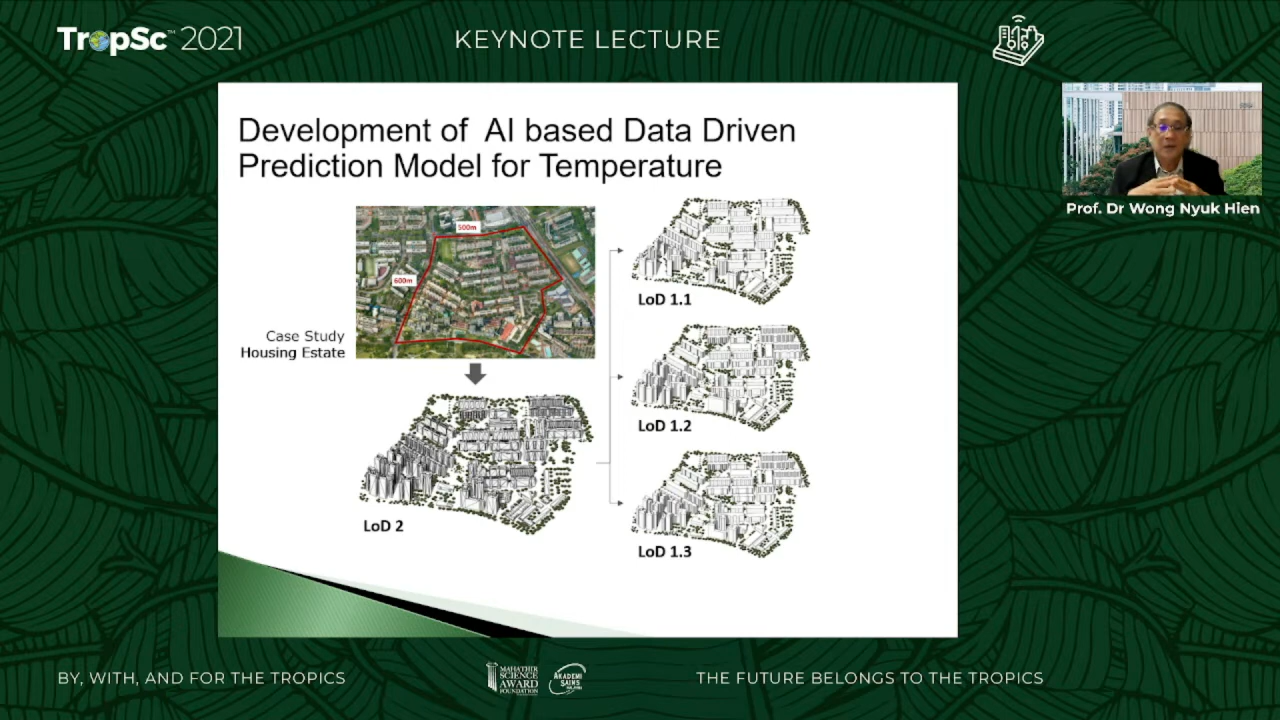 TropSc™ 2021
KEYNOTE LECTURE
Prof. Dr Wong Nyuk Hien
Development of AI based Data Driven
Prediction Model for Temperature
500m
600m
Case Study
Housing Estate
LoD 1.1
LoD 1.2
LoD 2
LoD 1.3
BY, WITH, AND FOR THE TROPICS
MAHATHIR
SCIENCE
AWARD
FOUNDATION
AKADEMI
SAINS
THE FUTURE BELONGS TO THE TROPICS